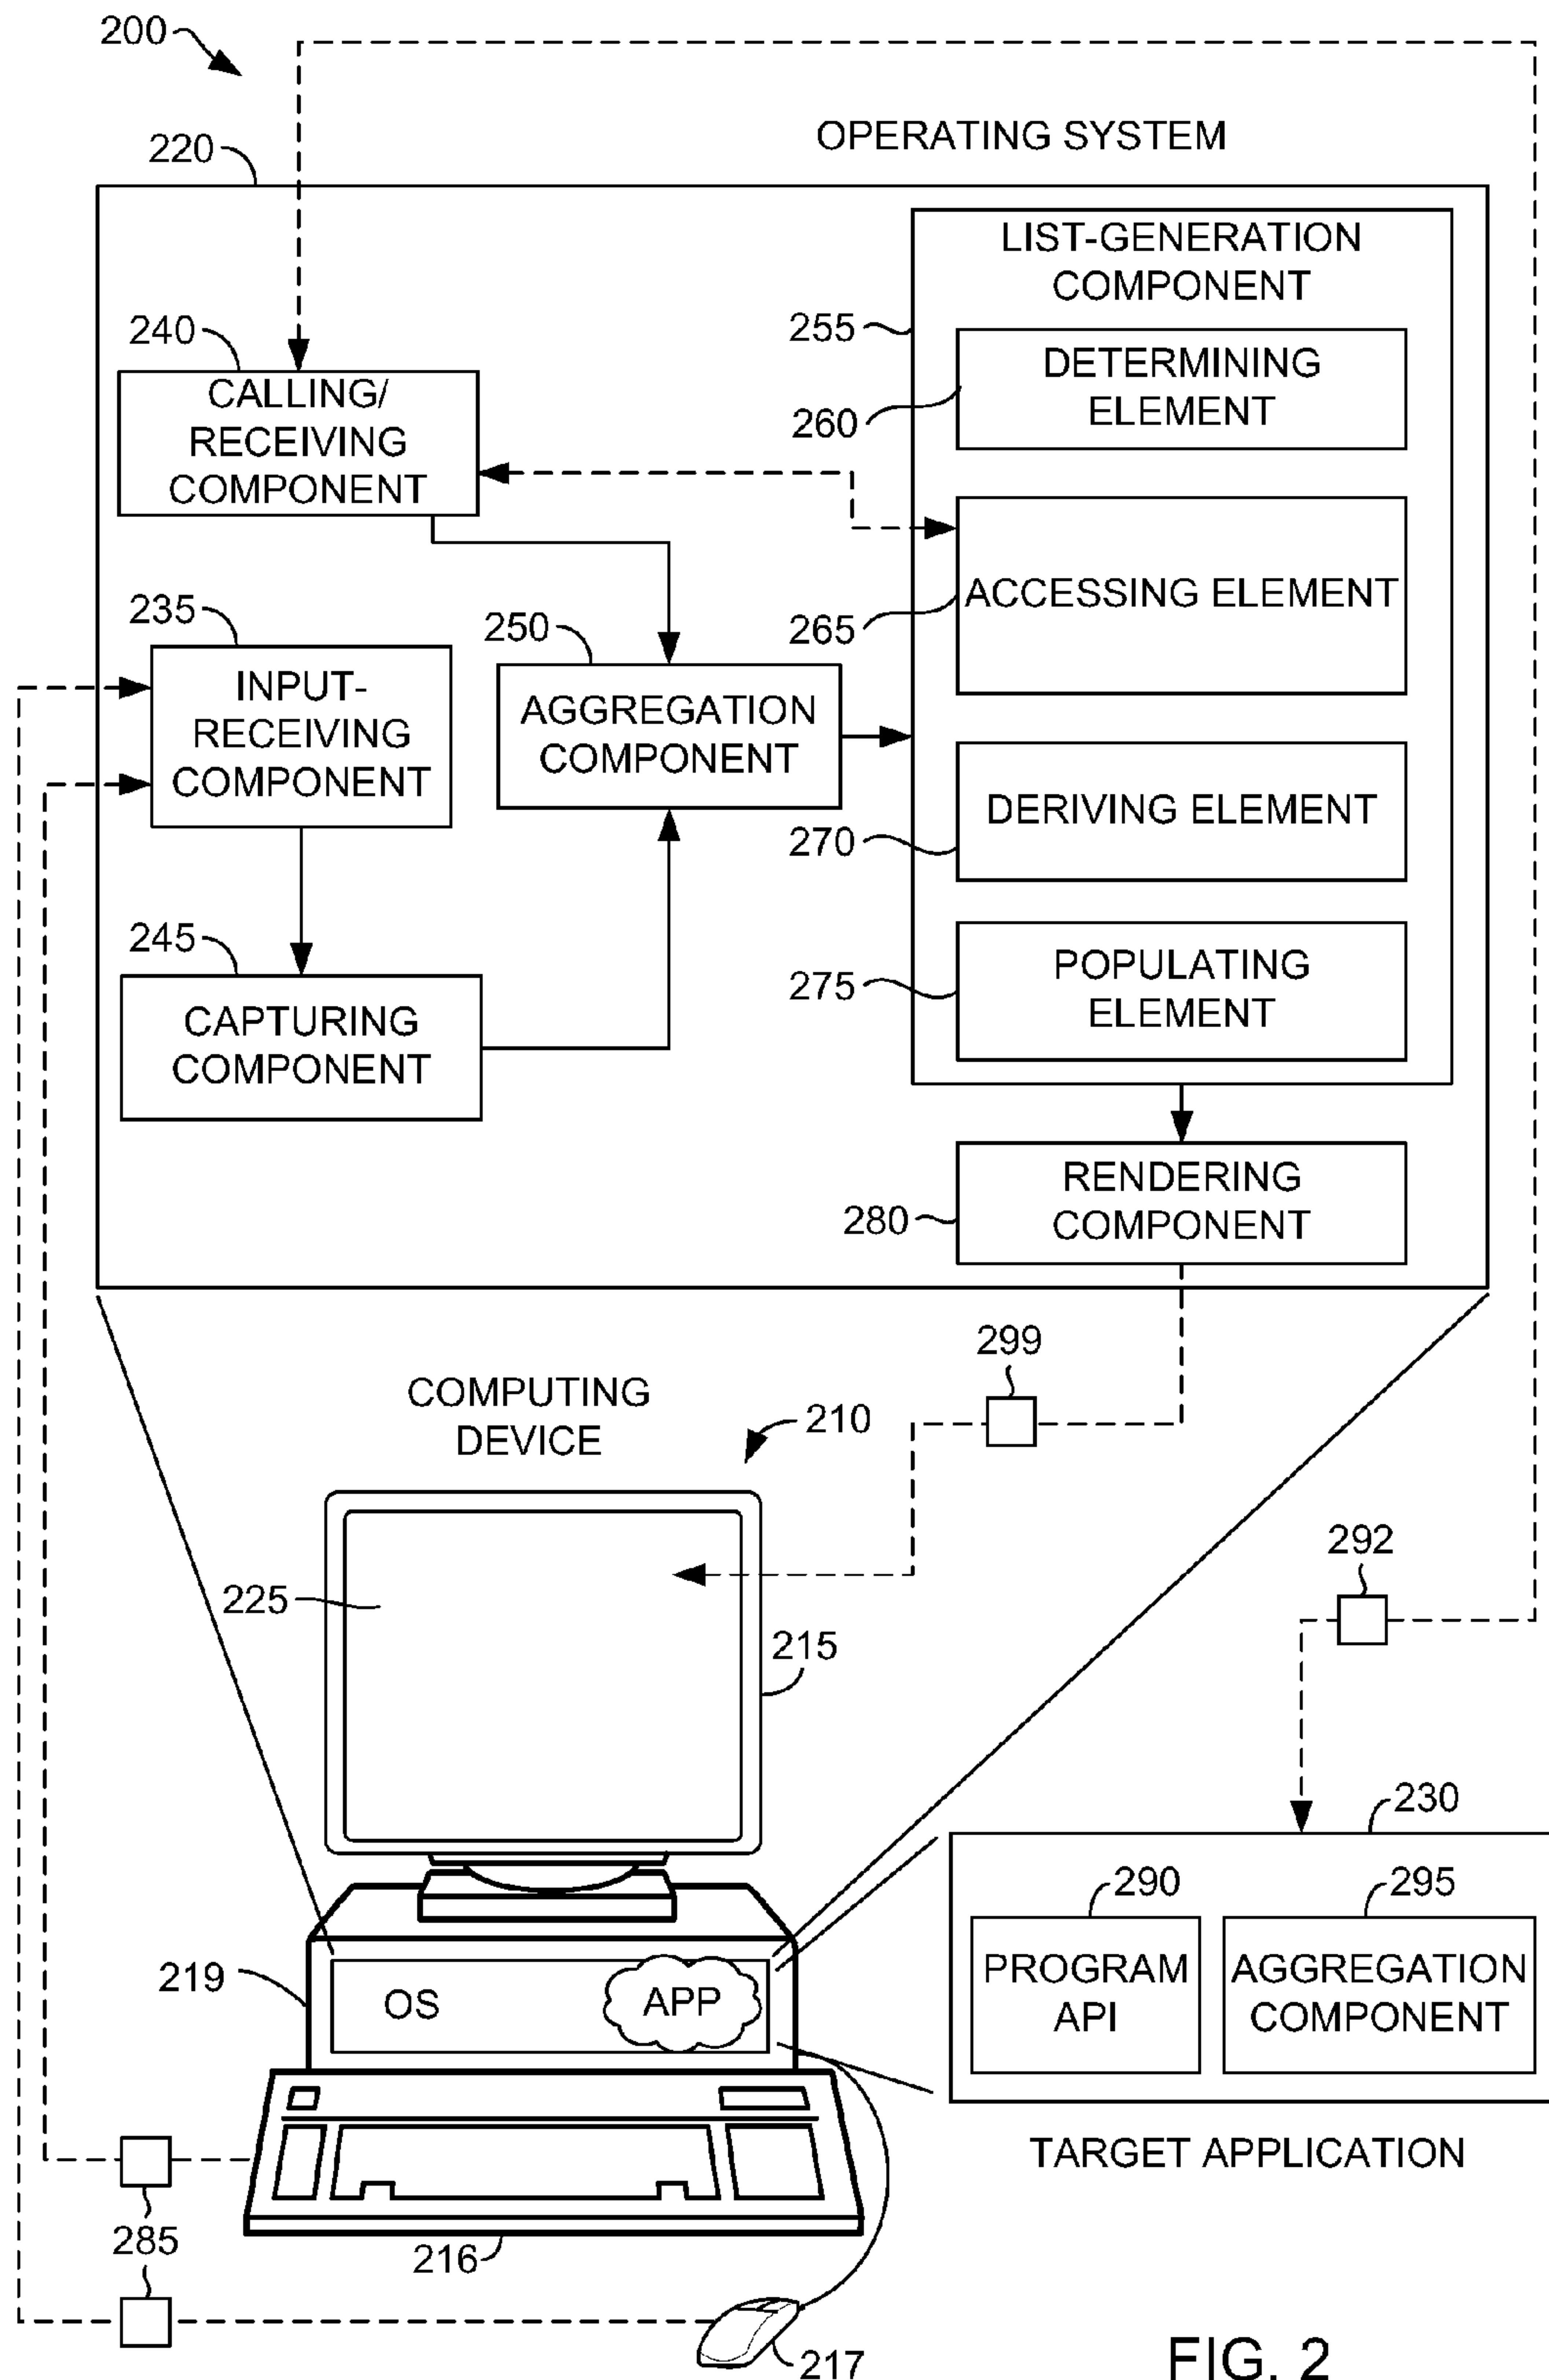 200
OPERATING SYSTEM
220
LIST-GENERATION
COMPONENT
240
255
CALLING/
RECEIVING
COMPONENT
DETERMINING
ELEMENT
260
235
250
ACCESSING ELEMENT
265
INPUT-
RECEIVING
COMPONENT
AGGREGATION
COMPONENT
DERIVING ELEMENT
270
245
CAPTURING
COMPONENT
POPULATING
ELEMENT
275
RENDERING
COMPONENT
280
299
COMPUTING
DEVICE
210
292
225
215
230
290
295
PROGRAM
API
AGGREGATION
COMPONENT
219
OS
APP
TARGET APPLICATION
285
216
217
FIG. 2